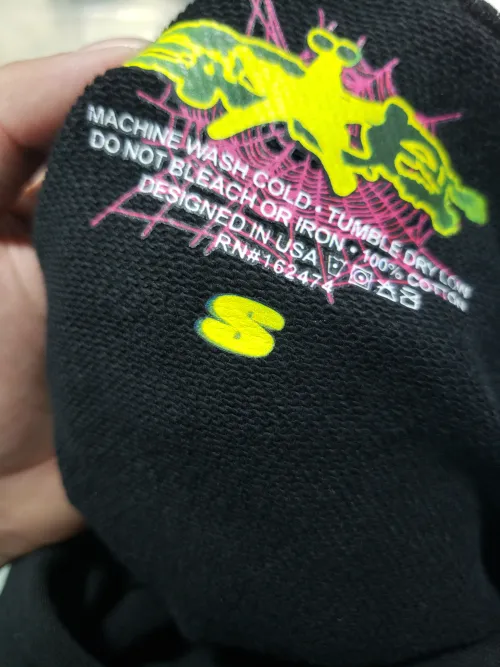 MACHINE WASH COLD • TUMBLE DRY LOW
DO NOT BLEACH OR IRON • 100% COTTON
DESIGNED IN USA
RN#162474
S